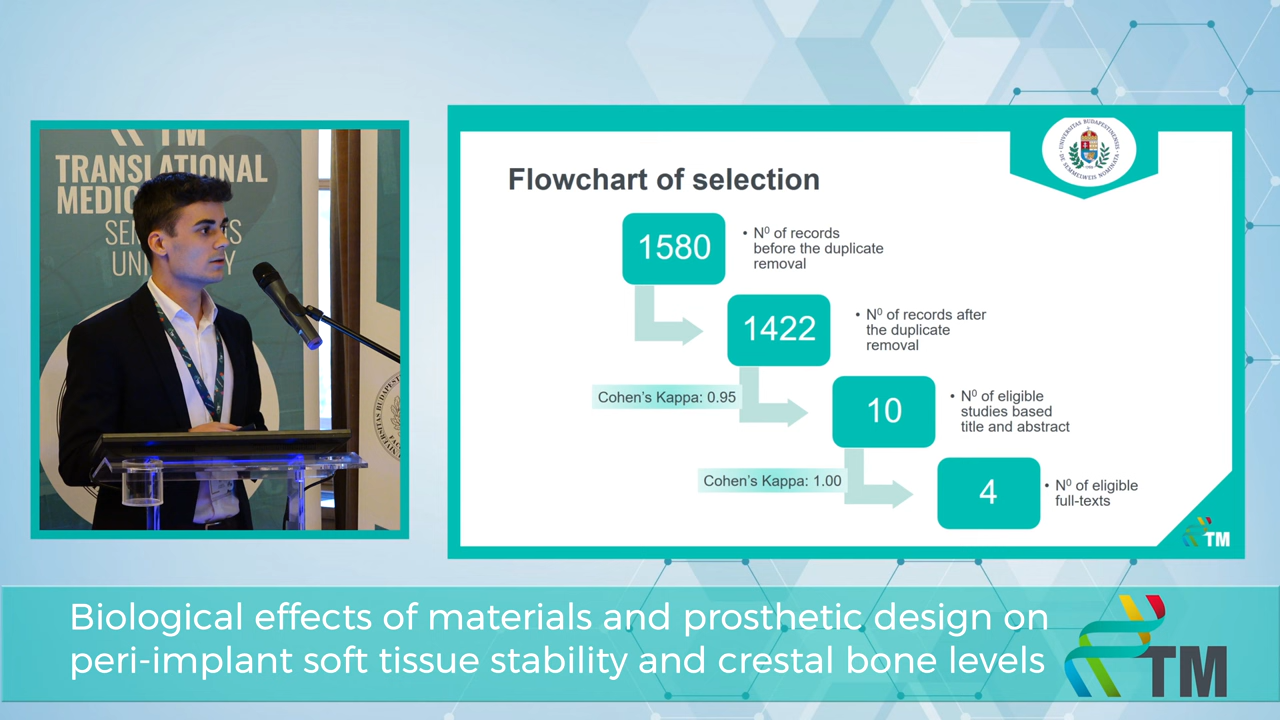 TM
TRANSLATIONAL
Flowchart of selection
1580
• N⁰ of records
before the duplicate
removal
1422
• N⁰ of records after
the duplicate
removal
Cohen's Kappa: 0.95
10
• N⁰ of eligible
studies based
title and abstract
Cohen's Kappa: 1.00
4
• N⁰ of eligible
full-texts
TM
Biological effects of materials and prosthetic design on
peri-implant soft tissue stability and crestal bone levels
TM